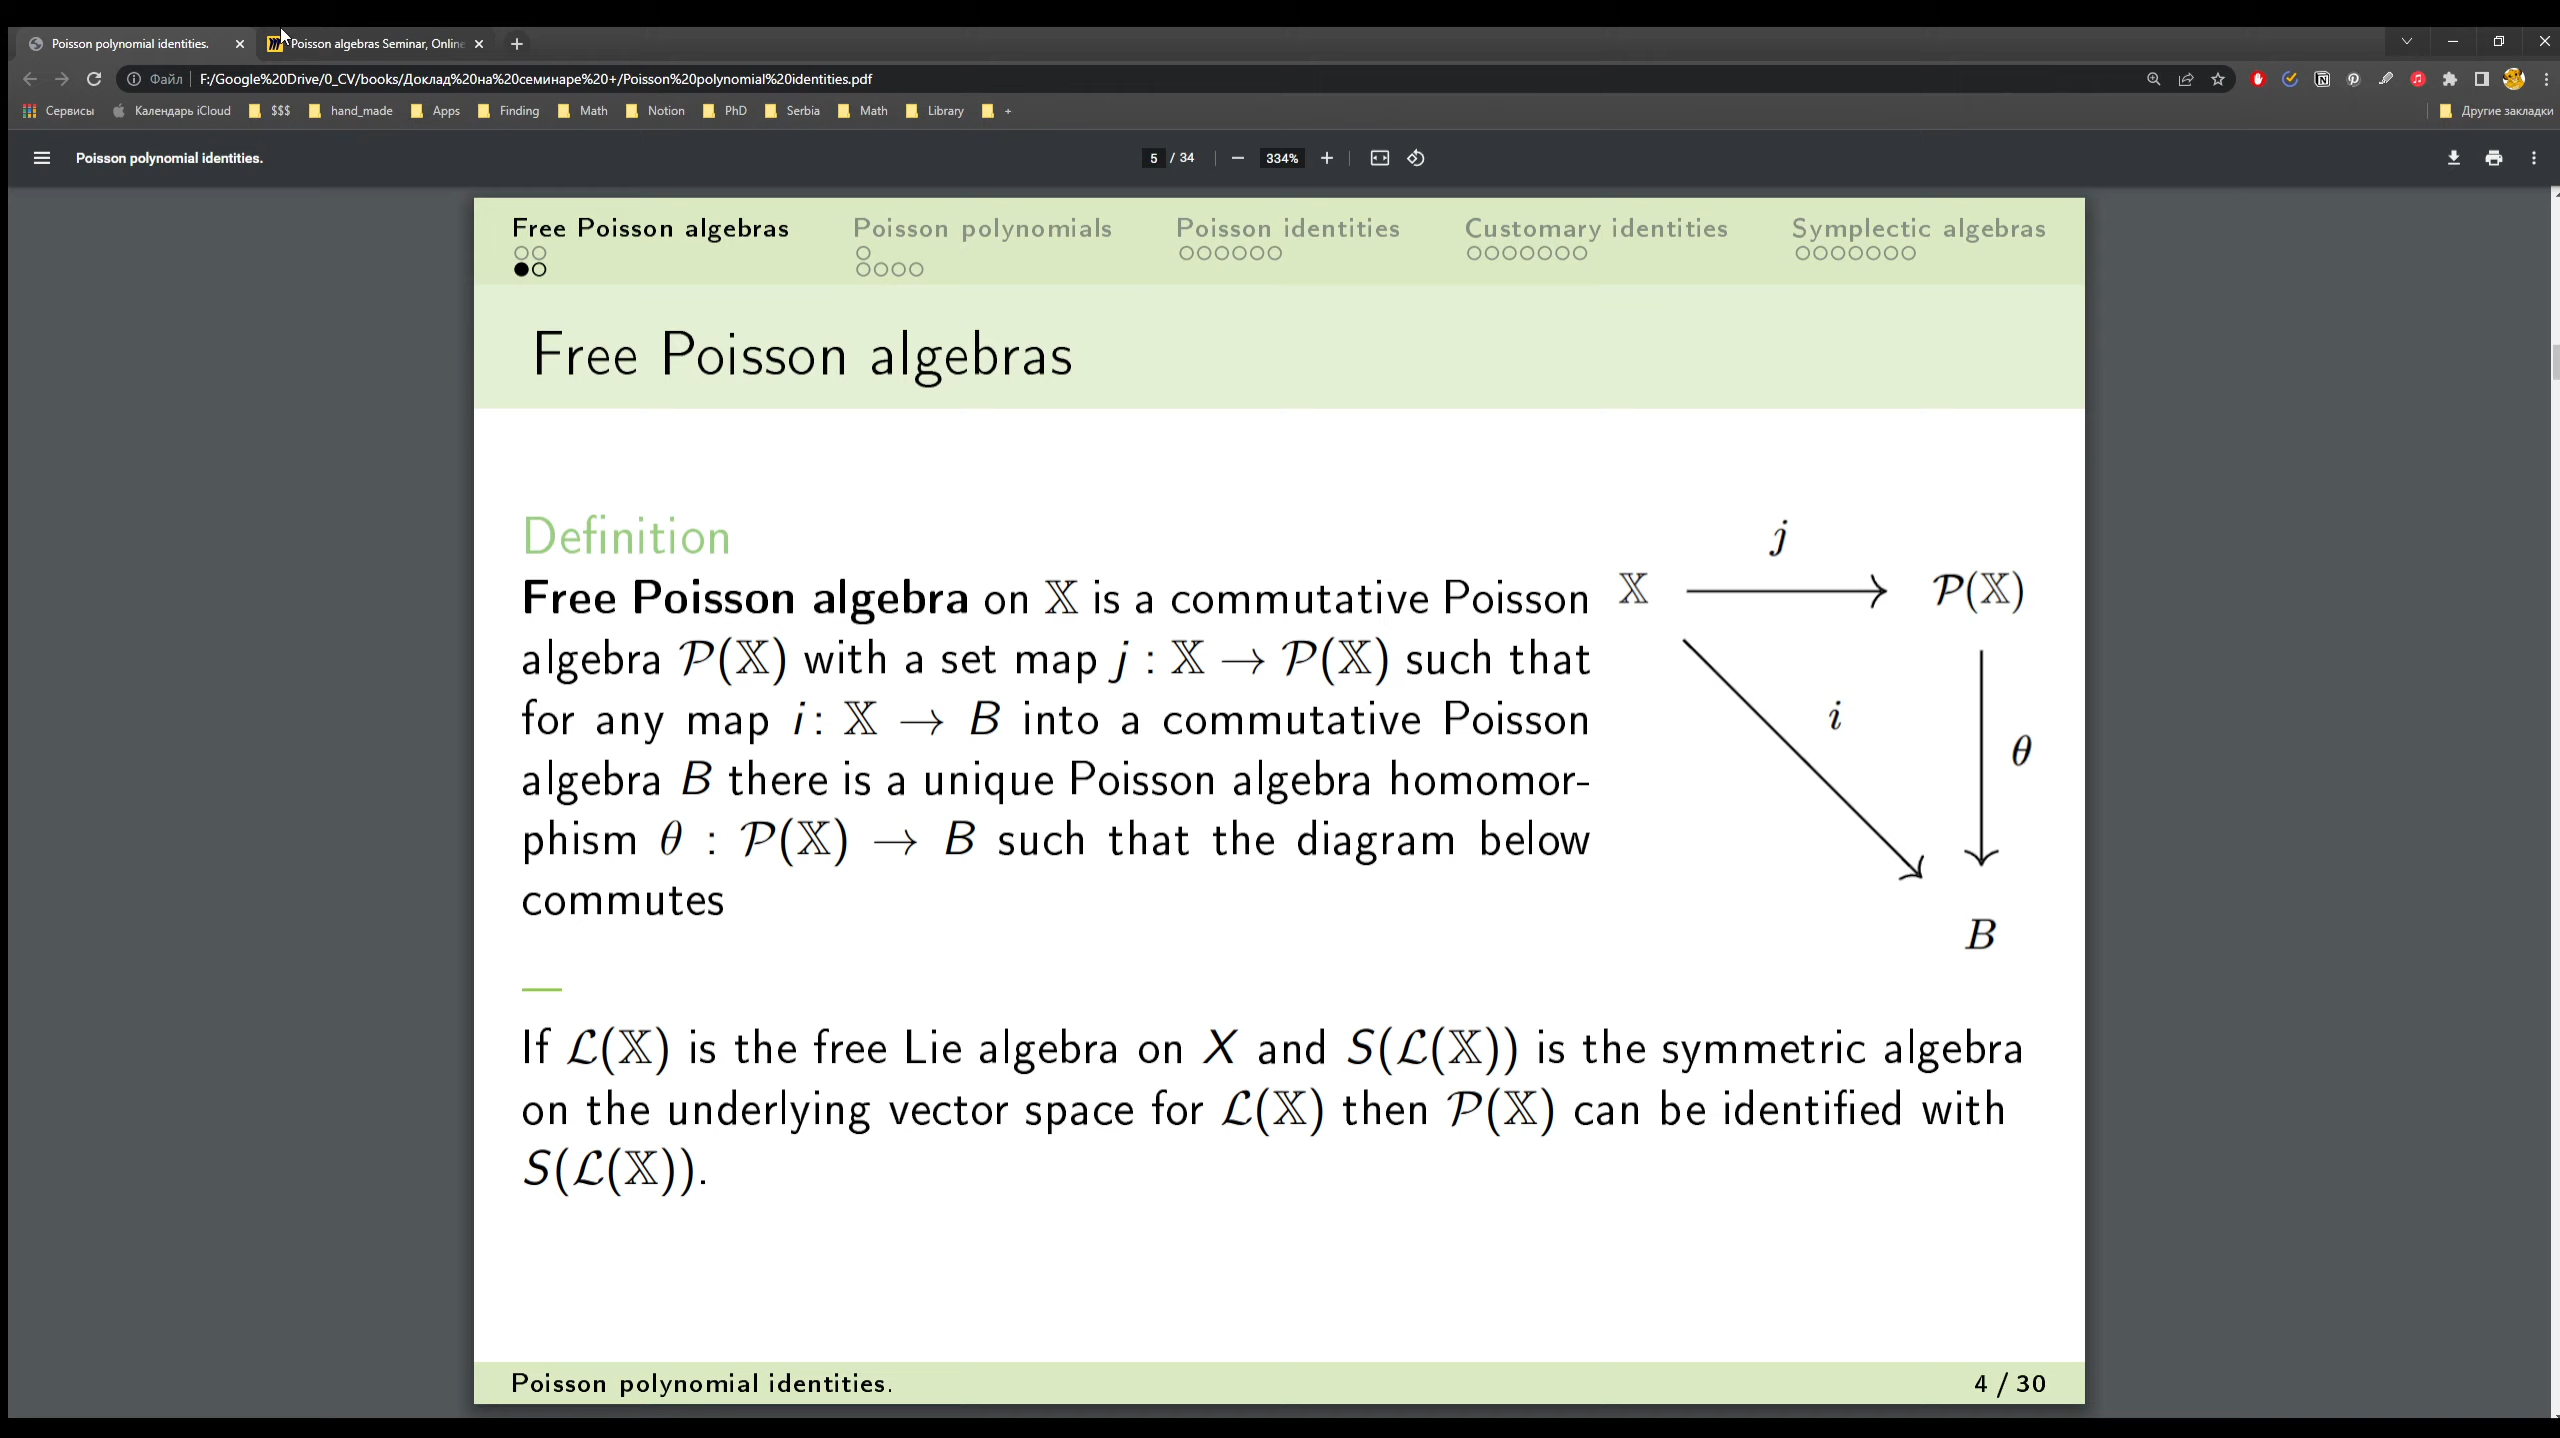 Poisson polynomial identities.
Poisson algebras Seminar, Online
Файл F:/Google%20Drive/0_CV/books/Доклад%20на%20семинаре%20+/Poisson%20polynomial%20identities.pdf
Сервисы Календарь iCloud $$$ hand_made Apps Finding Math Notion PhD Serbia Math Library + Другие закладки
Poisson polynomial identities. 5 / 34 334%
Free Poisson algebras Poisson polynomials Poisson identities Customary identities Symplectic algebras
Free Poisson algebras
Definition
Free Poisson algebra on 𝕏 is a commutative Poisson
algebra 𝒫(𝕏) with a set map j : 𝕏 → 𝒫(𝕏) such that
for any map i : 𝕏 → B into a commutative Poisson
algebra B there is a unique Poisson algebra homomor-
phism θ : 𝒫(𝕏) → B such that the diagram below
commutes
j
𝕏 𝒫(𝕏)
i
θ
B
If ℒ(𝕏) is the free Lie algebra on X and S(ℒ(𝕏)) is the symmetric algebra
on the underlying vector space for ℒ(𝕏) then 𝒫(𝕏) can be identified with
S(ℒ(𝕏)).
Poisson polynomial identities. 4 / 30